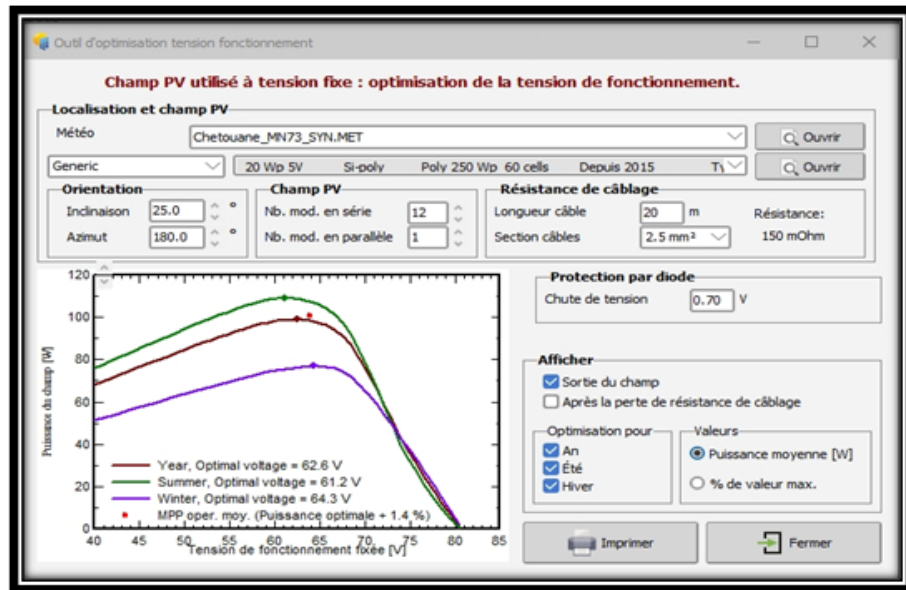 Outil d'optimisation tension fonctionnement
Champ PV utilisé à tension fixe : optimisation de la tension de fonctionnement.
Localisation et champ PV
Météo Chetouane_MN73_SYN.MET Ouvrir
Generic 20 Wp 5V Si-poly Poly 250 Wp 60 cells Depuis 2015 Ty Ouvrir
Orientation Champ PV Résistance de câblage
Inclinaison 25.0 ° Nb. mod. en série 12 Longueur câble 20 m Résistance:
Azimut 180.0 ° Nb. mod. en parallèle 1 Section câbles 2.5 mm² 150 mOhm
Protection par diode
Chute de tension 0.70 V
Afficher
Sortie du champ
Après la perte de résistance de câblage
Optimisation pour Valeurs
An Puissance moyenne [W]
Été
Hiver % de valeur max.
Imprimer Fermer
Puissance du champ [W]
120
100
80
60
40
20
0
Year, Optimal voltage = 62.6 V
Summer, Optimal voltage = 61.2 V
Winter, Optimal voltage = 64.3 V
MPP oper. moy. (Puissance optimale + 1.4 %)
40 45 50 55 60 65 70 75 80 85
Tension de fonctionnement fixée [V]